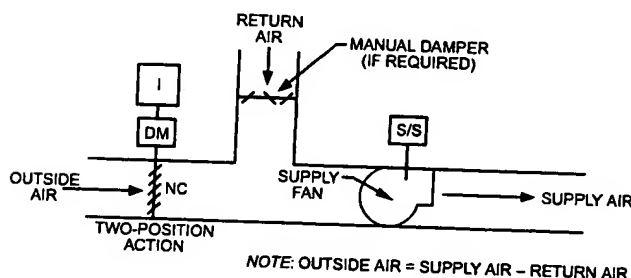 RETURN
AIR
MANUAL DAMPER
(IF REQUIRED)
I
DM
S/S
OUTSIDE
AIR
NC
SUPPLY
FAN
SUPPLY AIR
TWO-POSITION
ACTION
NOTE: OUTSIDE AIR = SUPPLY AIR – RETURN AIR